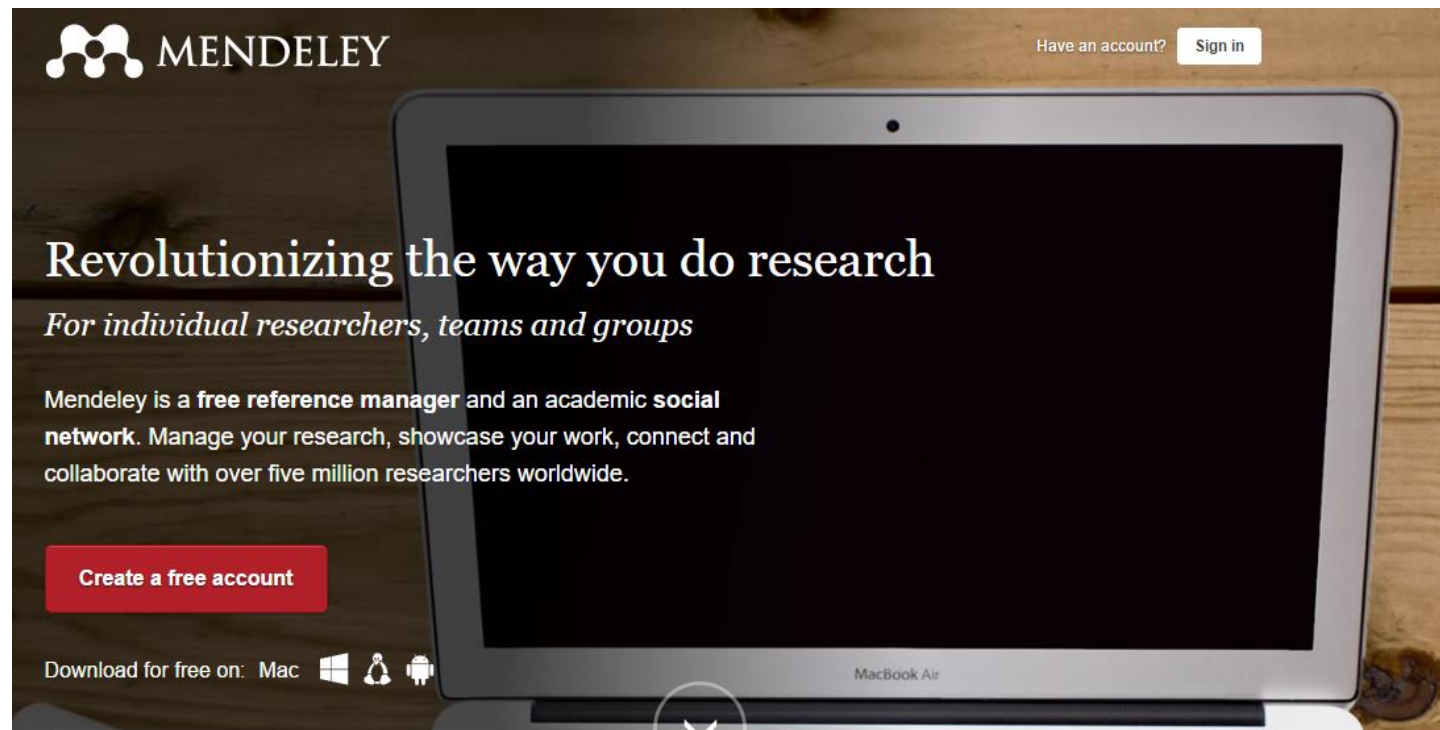 MENDELEY
Have an account? Sign in
Revolutionizing the way you do research
For individual researchers, teams and groups
Mendeley is a free reference manager and an academic social
network. Manage your research, showcase your work, connect and
collaborate with over five million researchers worldwide.
Create a free account
Download for free on: Mac
MacBook Air